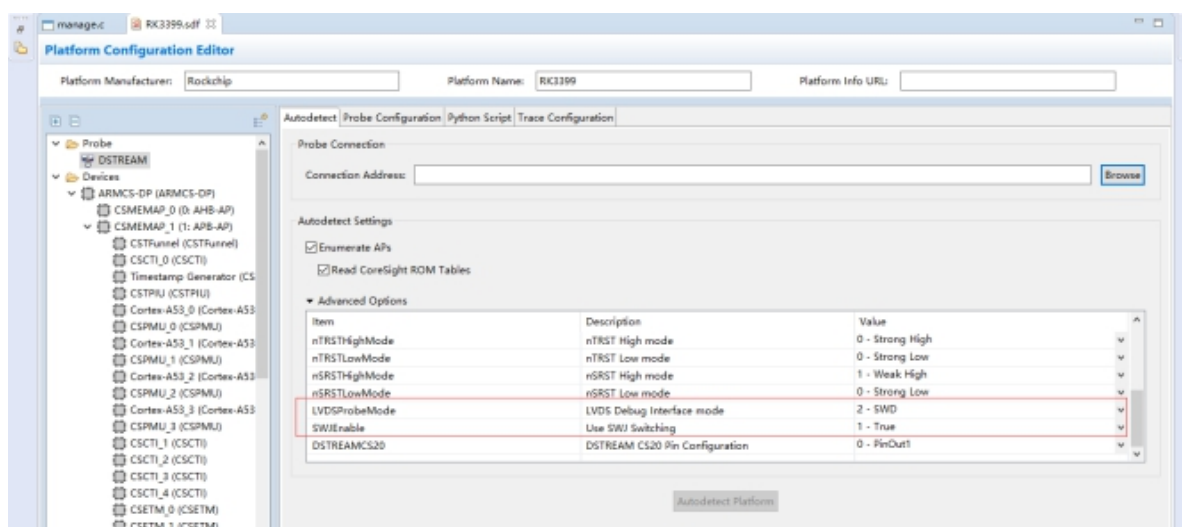 manage.c
RK3399.sdf
Platform Configuration Editor
Platform Manufacturer: Rockchip Platform Name: RK3399 Platform Info URL:
Autodetect Probe Configuration Python Script Trace Configuration
Probe
DSTREAM
Devices
ARMCS-DP (ARMCS-DP)
CSMEMAP_0 (0: AHB-AP)
CSMEMAP_1 (1: APB-AP)
CSTFunnel (CSTFunnel)
CSCTI_0 (CSCTI)
Timestamp Generator (CS
CSTPIU (CSTPIU)
Cortex-A53_0 (Cortex-A53
CSPMU_0 (CSPMU)
Cortex-A53_1 (Cortex-A53
CSPMU_1 (CSPMU)
Cortex-A53_2 (Cortex-A53
CSPMU_2 (CSPMU)
Cortex-A53_3 (Cortex-A53
CSPMU_3 (CSPMU)
CSCTI_1 (CSCTI)
CSCTI_2 (CSCTI)
CSCTI_3 (CSCTI)
CSCTI_4 (CSCTI)
CSETM_0 (CSETM)
CSETM_1 (CSETM)
Probe Connection
Connection Address: Browse
Autodetect Settings
Enumerate APs
Read CoreSight ROM Tables
Advanced Options
Item Description Value
nTRSTHighMode nTRST High mode 0 - Strong High
nTRSTLowMode nTRST Low mode 0 - Strong Low
nSRSTHighMode nSRST High mode 1 - Weak High
nSRSTLowMode nSRST Low mode 0 - Strong Low
LVDSProbeMode LVDS Debug Interface mode 2 - SWD
SWJEnable Use SWJ Switching 1 - True
DSTREAMCS20 DSTREAM CS20 Pin Configuration 0 - PinOut1
Autodetect Platform